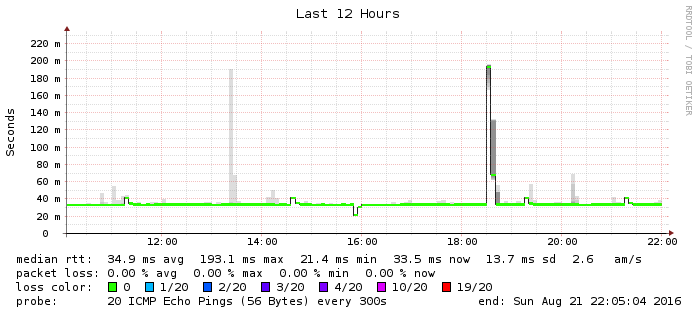 Last 12 Hours
RRDTOOL / TOBI OETIKER
Seconds
220 m
200 m
180 m
160 m
140 m
120 m
100 m
80 m
60 m
40 m
20 m
0
12:00 14:00 16:00 18:00 20:00 22:00
median rtt: 34.9 ms avg 193.1 ms max 21.4 ms min 33.5 ms now 13.7 ms sd 2.6 am/s
packet loss: 0.00 % avg 0.00 % max 0.00 % min 0.00 % now
loss color: 0 1/20 2/20 3/20 4/20 10/20 19/20
probe: 20 ICMP Echo Pings (56 Bytes) every 300s end: Sun Aug 21 22:05:04 2016